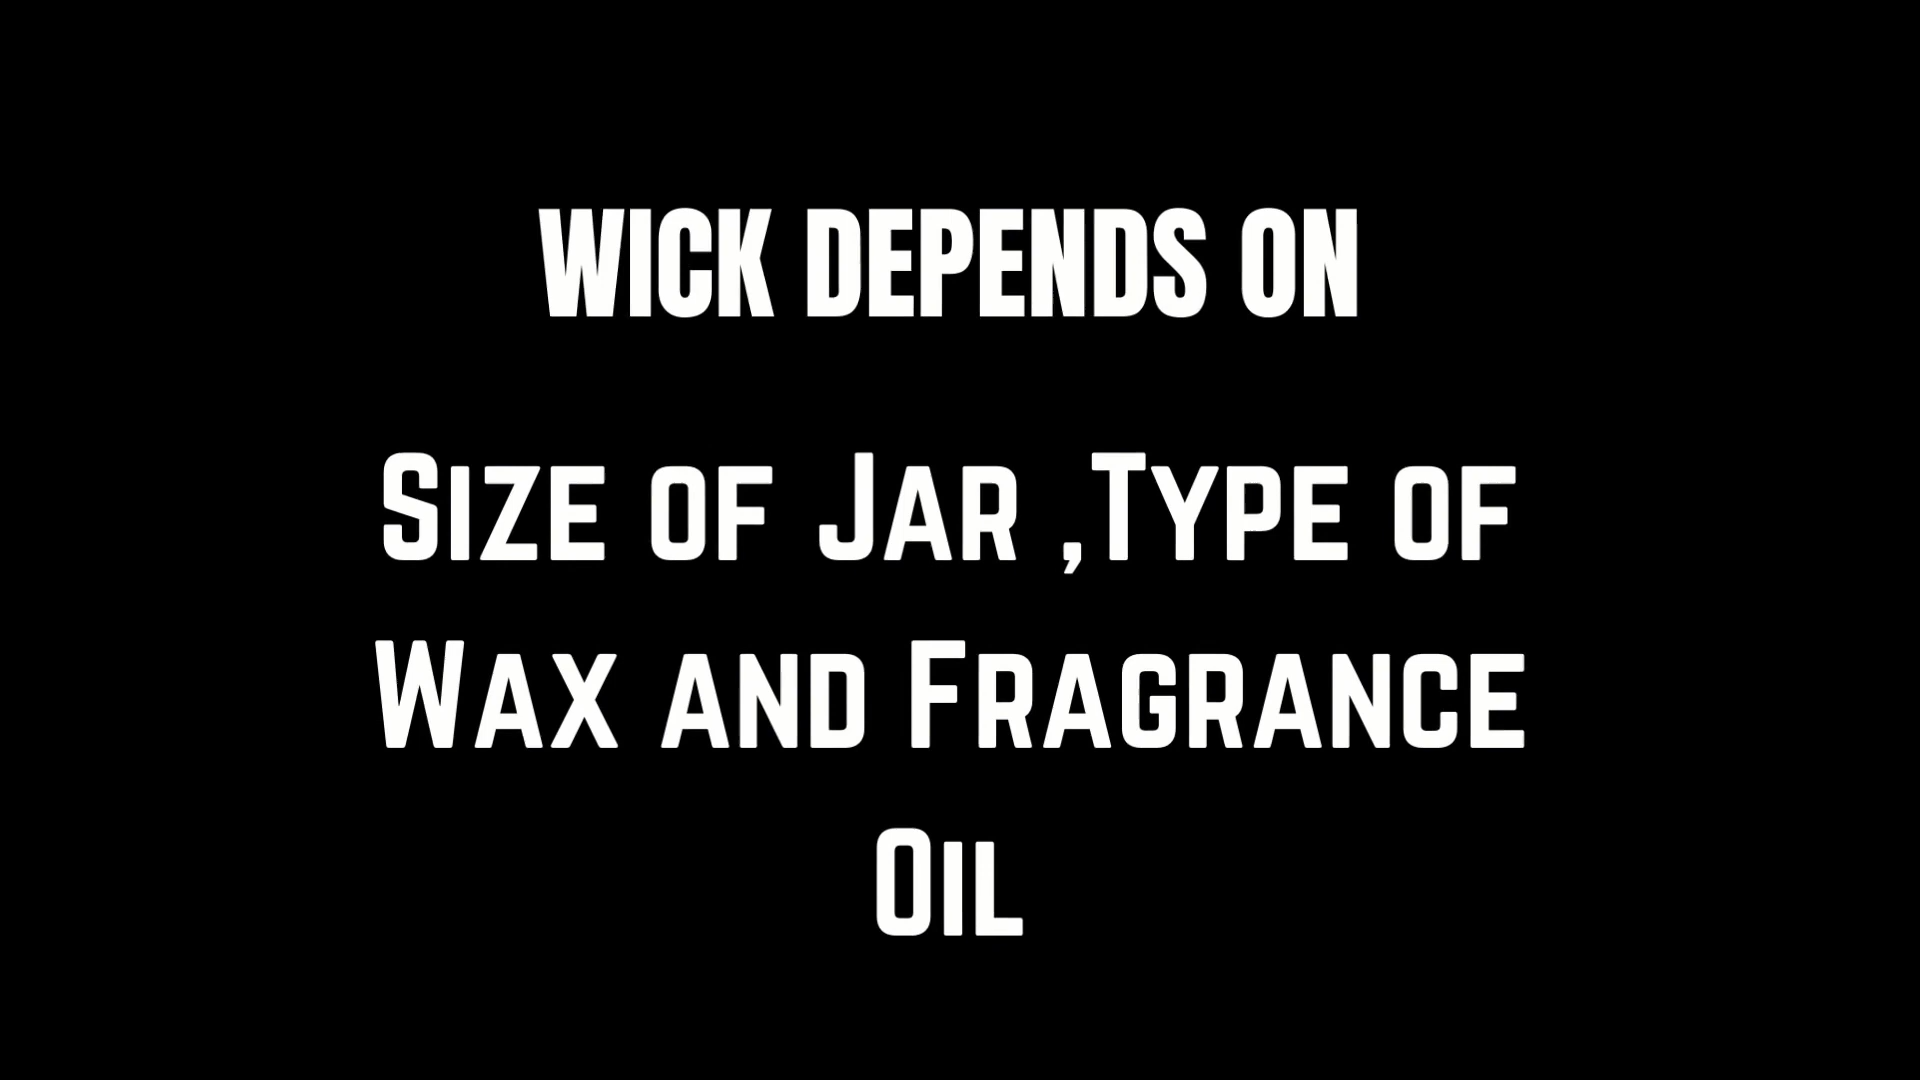 WICK DEPENDS ON
Size of Jar ,Type of
Wax and Fragrance
Oil